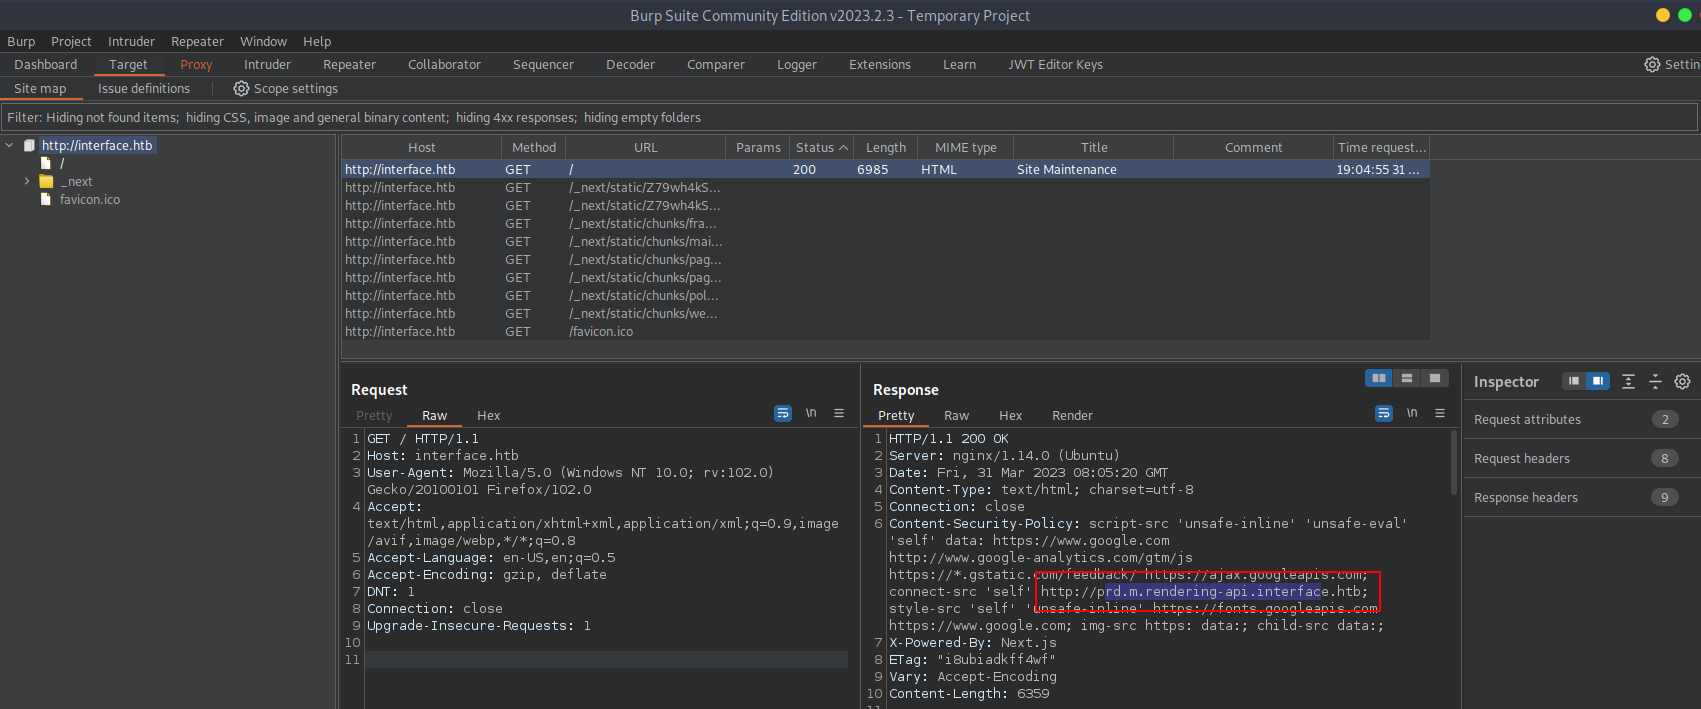 Burp Suite Community Edition v2023.2.3 - Temporary Project
Burp Project Intruder Repeater Window Help
Dashboard Target Proxy Intruder Repeater Collaborator Sequencer Decoder Comparer Logger Extensions Learn JWT Editor Keys Settin
Site map Issue definitions Scope settings
Filter: Hiding not found items; hiding CSS, image and general binary content; hiding 4xx responses; hiding empty folders
http://interface.htb
/
_next
favicon.ico
Host Method URL Params Status Length MIME type Title Comment Time request...
http://interface.htb GET / 200 6985 HTML Site Maintenance 19:04:55 31 ...
http://interface.htb GET /_next/static/Z79wh4kS...
http://interface.htb GET /_next/static/Z79wh4kS...
http://interface.htb GET /_next/static/chunks/fra...
http://interface.htb GET /_next/static/chunks/mai...
http://interface.htb GET /_next/static/chunks/pag...
http://interface.htb GET /_next/static/chunks/pag...
http://interface.htb GET /_next/static/chunks/pol...
http://interface.htb GET /_next/static/chunks/we...
http://interface.htb GET /favicon.ico
Request
Pretty Raw Hex \n
1 GET / HTTP/1.1
2 Host: interface.htb
3 User-Agent: Mozilla/5.0 (Windows NT 10.0; rv:102.0)
Gecko/20100101 Firefox/102.0
4 Accept:
text/html,application/xhtml+xml,application/xml;q=0.9,image
/avif,image/webp,*/*;q=0.8
5 Accept-Language: en-US,en;q=0.5
6 Accept-Encoding: gzip, deflate
7 DNT: 1
8 Connection: close
9 Upgrade-Insecure-Requests: 1
10
11
Response
Pretty Raw Hex Render \n
1 HTTP/1.1 200 OK
2 Server: nginx/1.14.0 (Ubuntu)
3 Date: Fri, 31 Mar 2023 08:05:20 GMT
4 Content-Type: text/html; charset=utf-8
5 Connection: close
6 Content-Security-Policy: script-src 'unsafe-inline' 'unsafe-eval'
'self' data: https://www.google.com
http://www.google-analytics.com/gtm/js
https://*.gstatic.com/feedback/ https://ajax.googleapis.com;
connect-src 'self' http://prd.m.rendering-api.interface.htb;
style-src 'self' 'unsafe-inline' https://fonts.googleapis.com
https://www.google.com; img-src https: data:; child-src data:;
7 X-Powered-By: Next.js
8 ETag: "i8ubiadkff4wf"
9 Vary: Accept-Encoding
10 Content-Length: 6359
Inspector
Request attributes 2
Request headers 8
Response headers 9